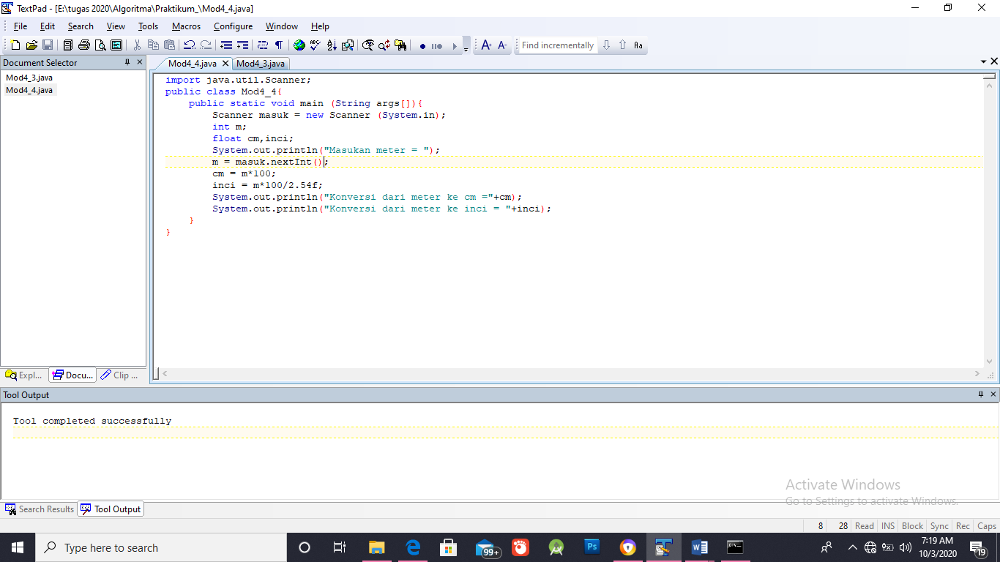 TextPad - [E:\tugas 2020\Algoritma\Praktikum_\Mod4_4.java]
File Edit Search View Tools Macros Configure Window Help
Find incrementally
Document Selector
Mod4_3.java
Mod4_4.java
Expl...
Docu...
Clip ...
Mod4_4.java
Mod4_3.java
import java.util.Scanner;
public class Mod4_4{
public static void main (String args[]){
Scanner masuk = new Scanner (System.in);
int m;
float cm,inci;
System.out.println("Masukan meter = ");
m = masuk.nextInt();
cm = m*100;
inci = m*100/2.54f;
System.out.println("Konversi dari meter ke cm ="+cm);
System.out.println("Konversi dari meter ke inci = "+inci);
}
}
Tool Output
Tool completed successfully
Activate Windows
Go to Settings to activate Windows.
Search Results
Tool Output
8 28 Read INS Block Sync Rec Caps
Type here to search
99+
Ps
7:19 AM
10/3/2020
19